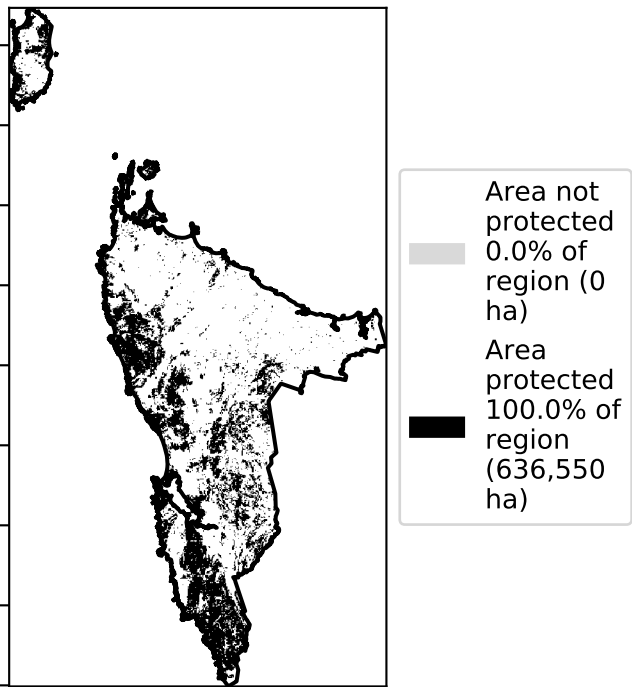 Area not
protected
0.0% of
region (0
ha)
Area
protected
100.0% of
region
(636,550
ha)